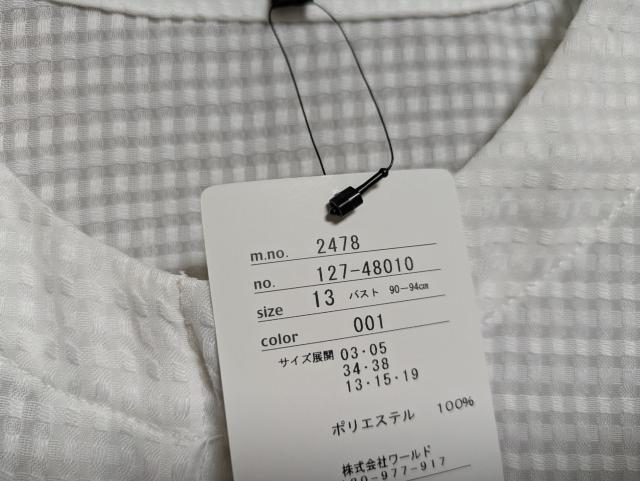 m.no. 2478
no. 127-48010
size 13 バスト 90-94cm
color 001
サイズ展開 03・05
34・38
13・15・19
ポリエステル 100%
株式会社ワールド